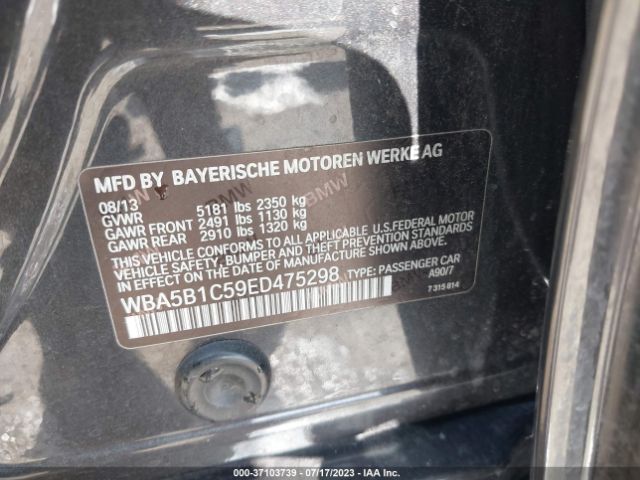 MFD BY BAYERISCHE MOTOREN WERKE AG
08/13
GVWR 5181 lbs 2350 kg
GAWR FRONT 2491 lbs 1130 kg
GAWR REAR 2910 lbs 1320 kg
THIS VEHICLE CONFORMS TO ALL APPLICABLE U.S.FEDERAL MOTOR
VEHICLE SAFETY, BUMPER, AND THEFT PREVENTION STANDARDS
IN EFFECT ON THE DATE OF MANUFACTURE SHOWN ABOVE.
WBA5B1C59ED475298 TYPE: PASSENGER CAR
A90/7
7 315 814
000-37103739 - 07/17/2023 - IAA Inc.